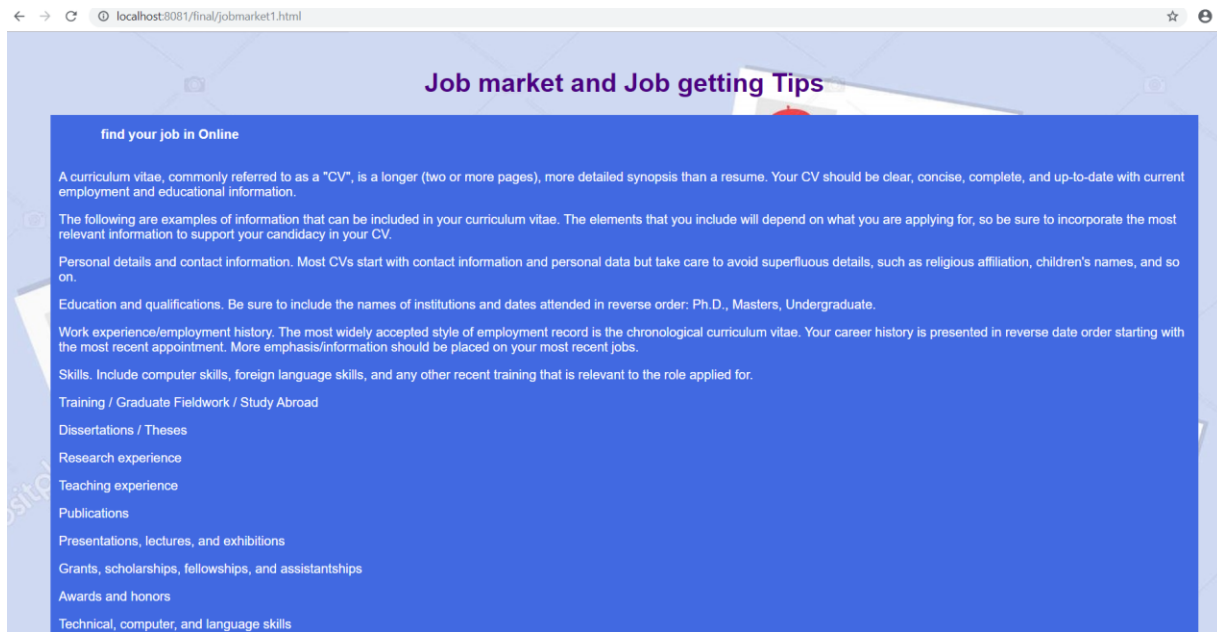 localhost:8081/final/jobmarket1.html
Job market and Job getting Tips
find your job in Online
A curriculum vitae, commonly referred to as a "CV", is a longer (two or more pages), more detailed synopsis than a resume. Your CV should be clear, concise, complete, and up-to-date with current
employment and educational information.
The following are examples of information that can be included in your curriculum vitae. The elements that you include will depend on what you are applying for, so be sure to incorporate the most
relevant information to support your candidacy in your CV.
Personal details and contact information. Most CVs start with contact information and personal data but take care to avoid superfluous details, such as religious affiliation, children's names, and so
on.
Education and qualifications. Be sure to include the names of institutions and dates attended in reverse order: Ph.D., Masters, Undergraduate.
Work experience/employment history. The most widely accepted style of employment record is the chronological curriculum vitae. Your career history is presented in reverse date order starting with
the most recent appointment. More emphasis/information should be placed on your most recent jobs.
Skills. Include computer skills, foreign language skills, and any other recent training that is relevant to the role applied for.
Training / Graduate Fieldwork / Study Abroad
Dissertations / Theses
Research experience
Teaching experience
Publications
Presentations, lectures, and exhibitions
Grants, scholarships, fellowships, and assistantships
Awards and honors
Technical, computer, and language skills